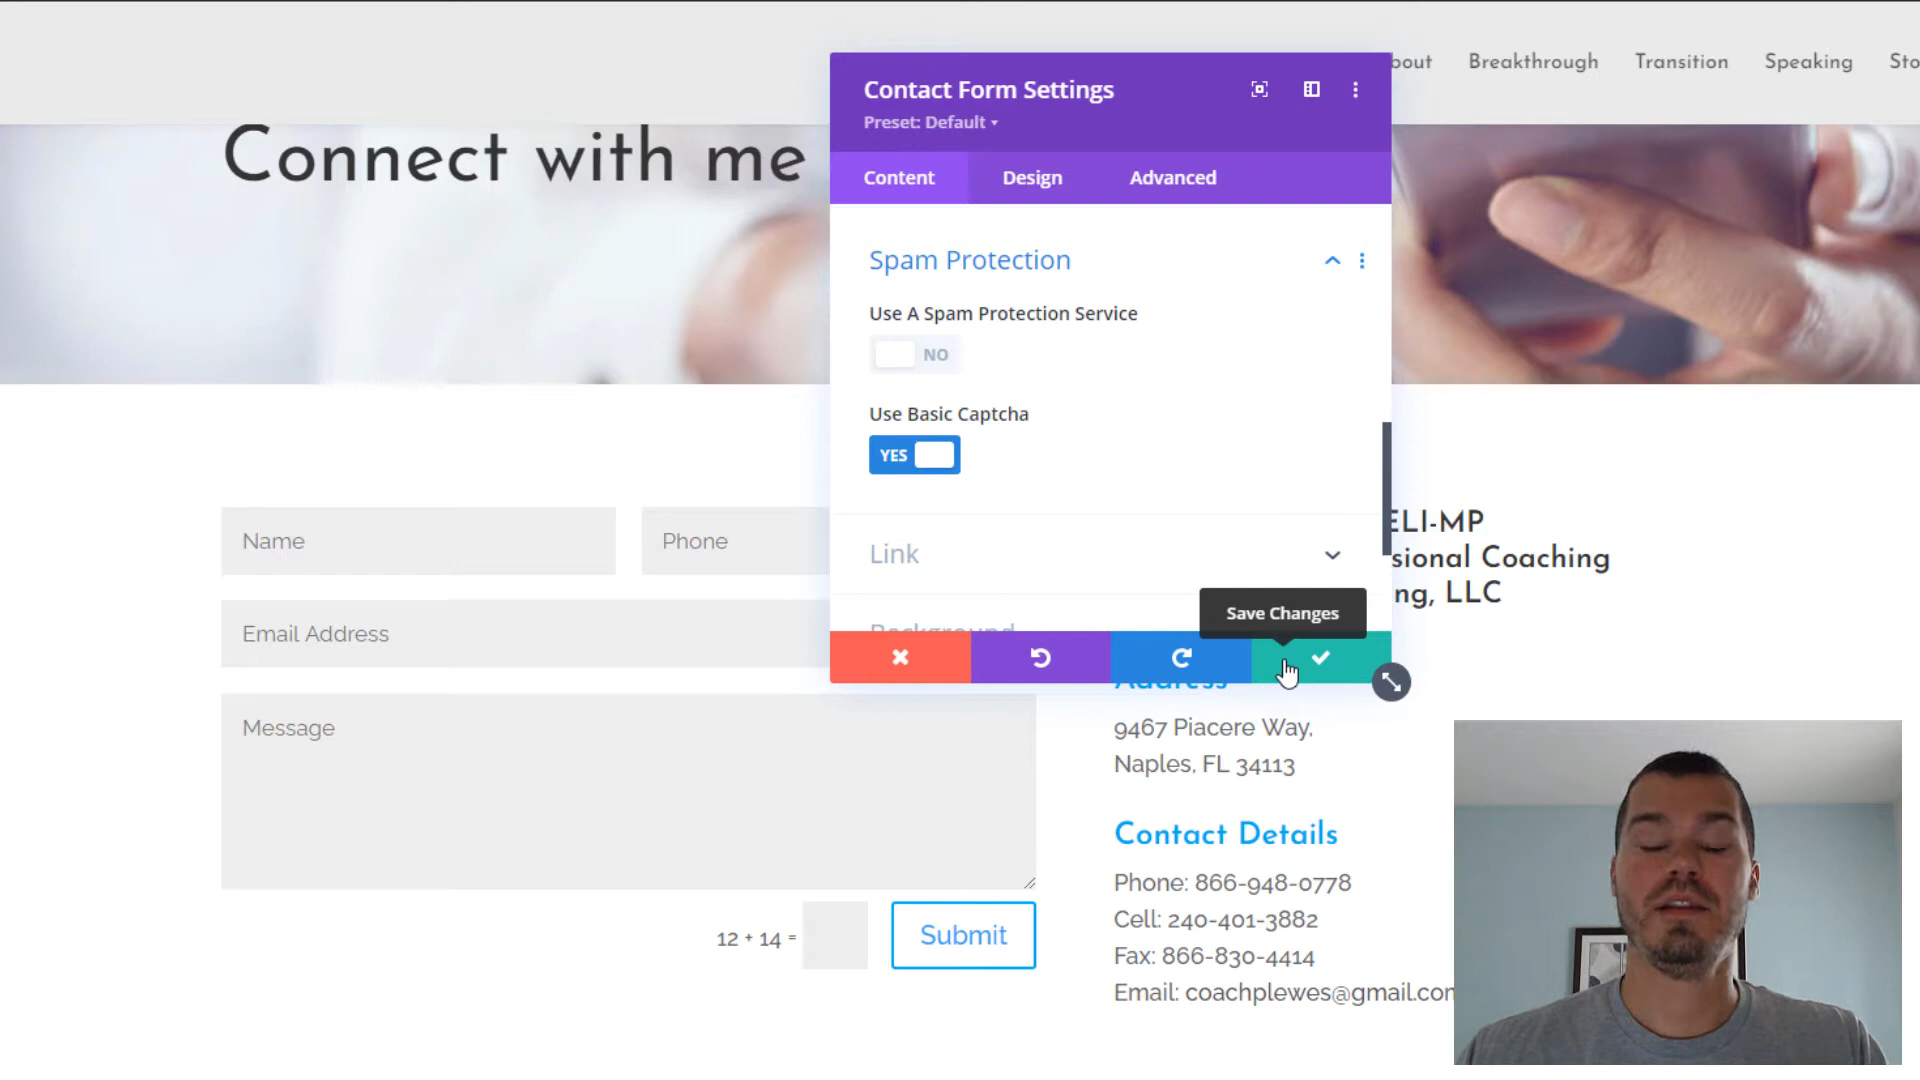 bout Breakthrough Transition Speaking Sto
Connect with me
Contact Form Settings
Preset: Default
Content Design Advanced
Spam Protection
Use A Spam Protection Service
NO
Use Basic Captcha
YES
Link
Background
Save Changes
Name
Phone
Email Address
Message
12 + 14 =
Submit
ELI-MP
sional Coaching
ng, LLC
Address
9467 Piacere Way,
Naples, FL 34113
Contact Details
Phone: 866-948-0778
Cell: 240-401-3882
Fax: 866-830-4414
Email: coachplewes@gmail.com